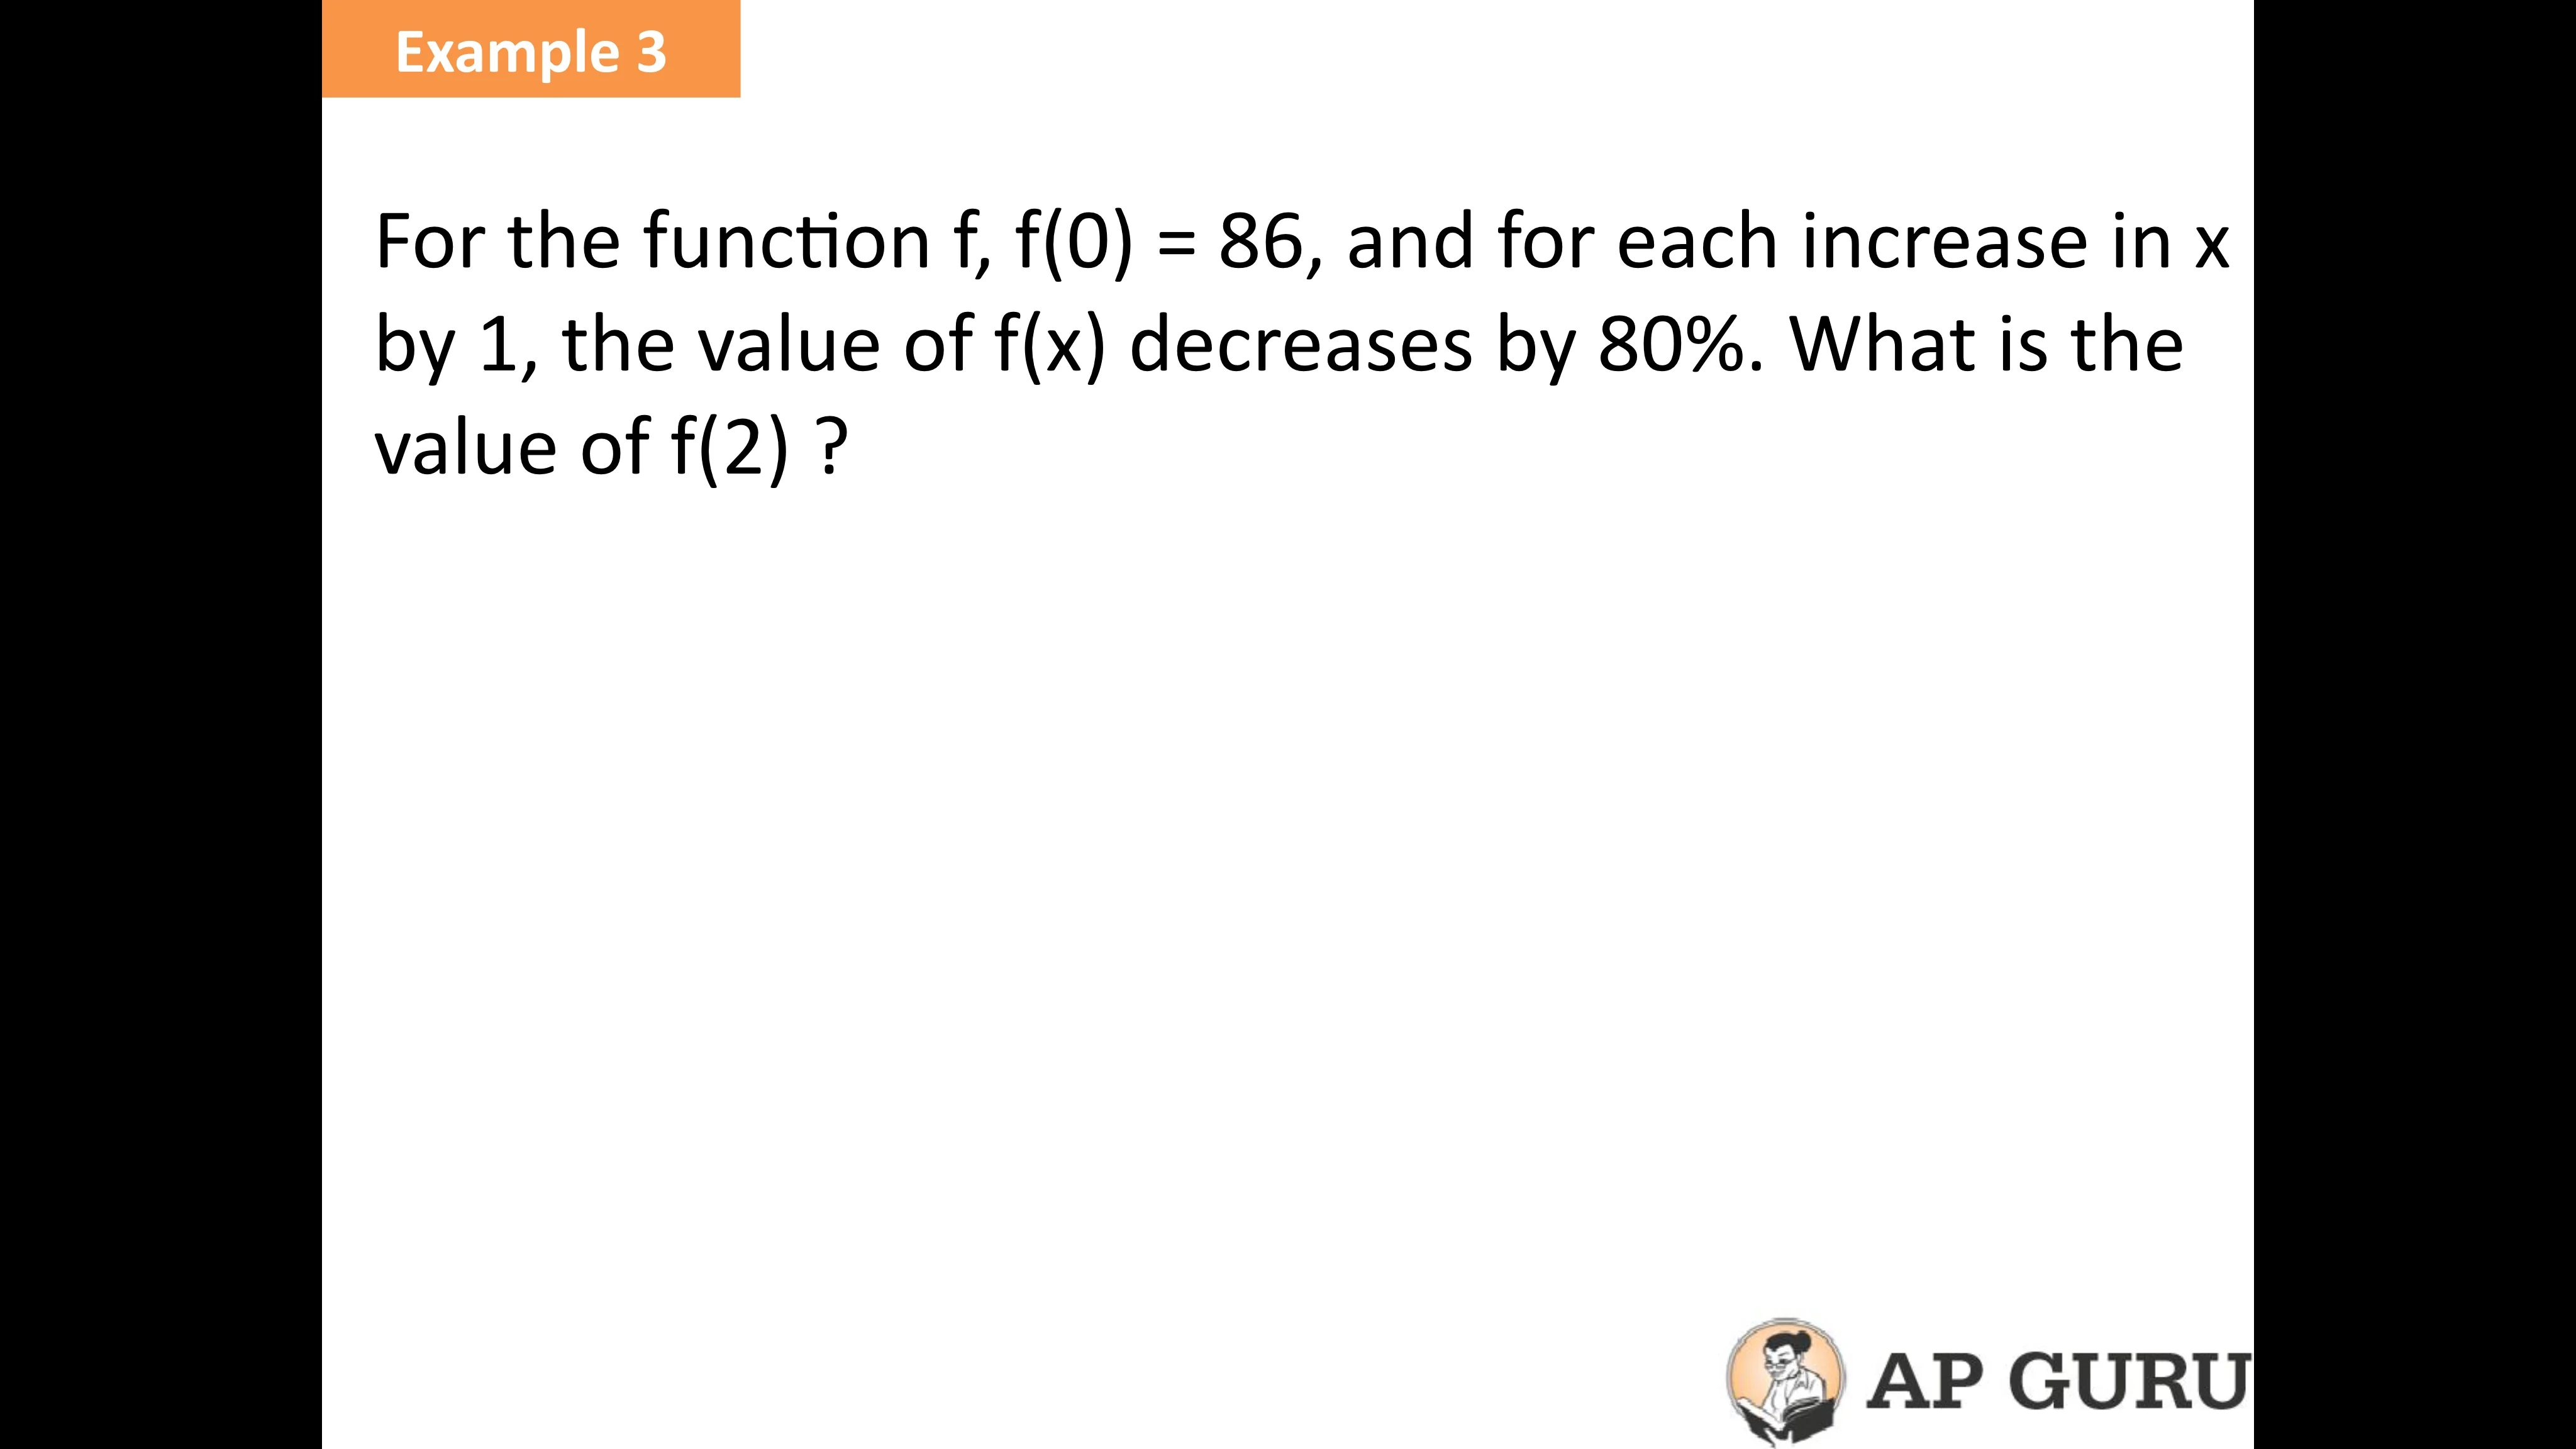 Example 3
For the function f, f(0) = 86, and for each increase in x
by 1, the value of f(x) decreases by 80%. What is the
value of f(2) ?
AP GURU